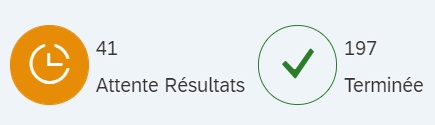 41
Attente Résultats
197
Terminée